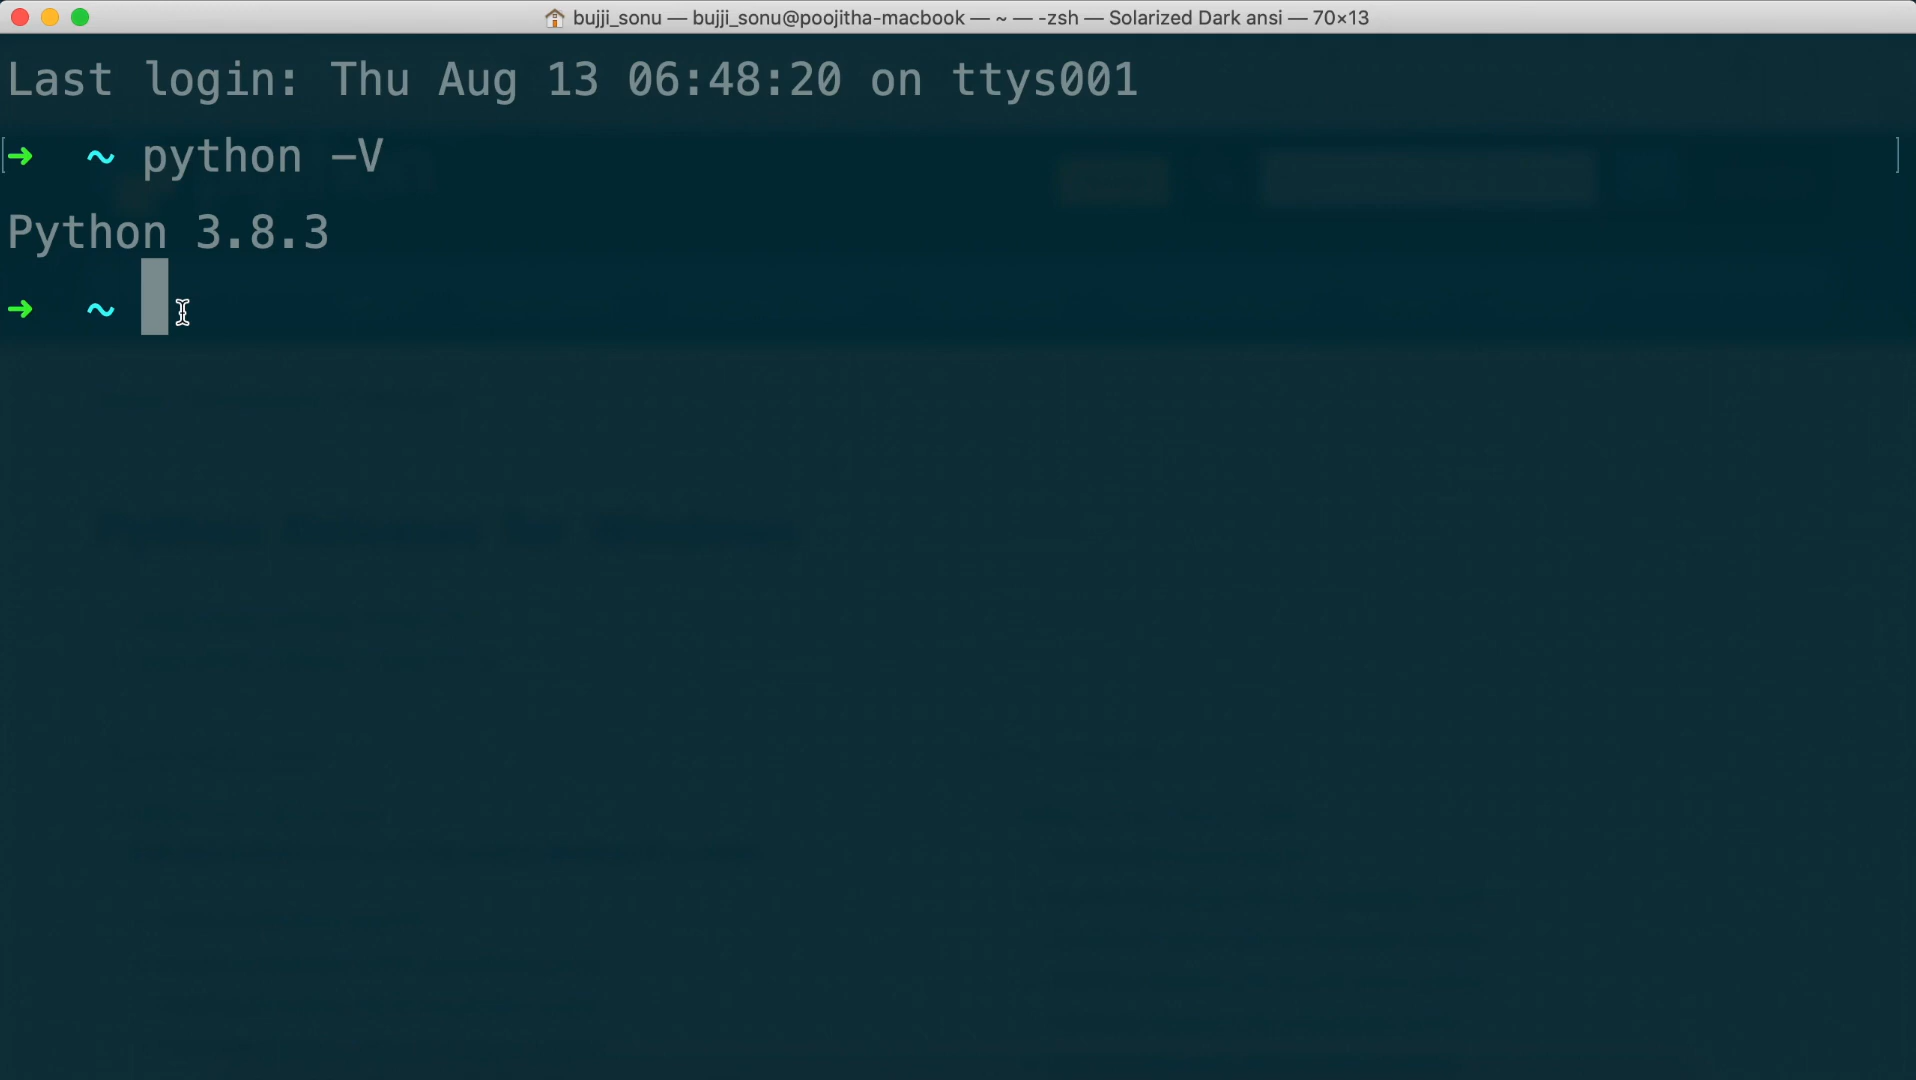 bujji_sonu — bujji_sonu@poojitha-macbook — ~ — -zsh — Solarized Dark ansi — 70×13
Last login: Thu Aug 13 06:48:20 on ttys001
[➜ ~ python -V ]
Python 3.8.3
➜ ~